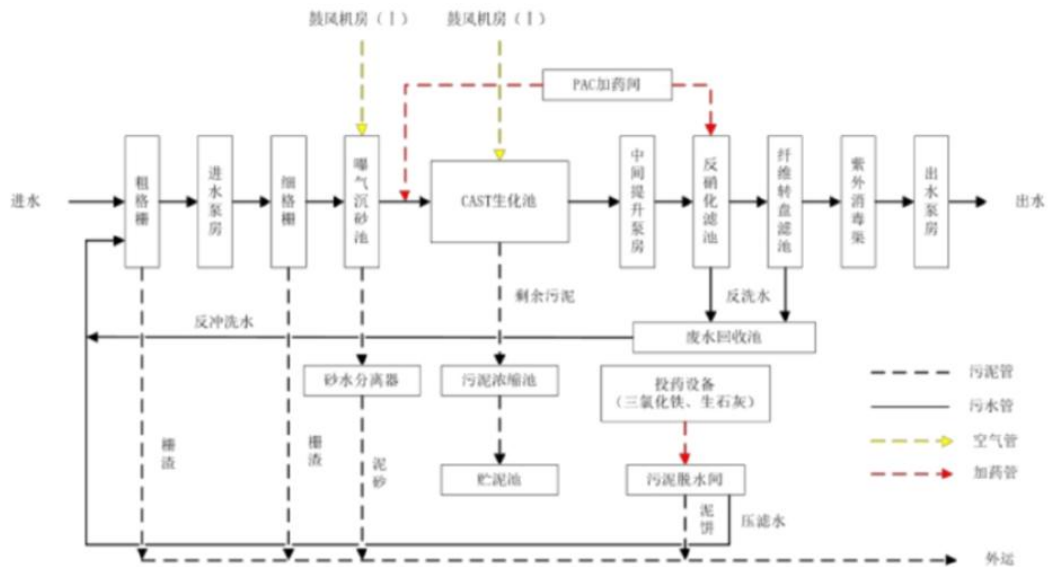 鼓风机房（Ⅰ）
鼓风机房（Ⅰ）
PAC加药间
进水
粗格栅
进水泵房
细格栅
曝气沉砂池
CAST生化池
中间提升泵房
反硝化滤池
纤维转盘滤池
紫外消毒渠
出水泵房
出水
剩余污泥
反洗水
反冲洗水
废水回收池
砂水分离器
污泥浓缩池
投药设备
（三氯化铁、生石灰）
污泥管
污水管
空气管
加药管
栅渣
栅渣
泥砂
贮泥池
污泥脱水间
泥饼
压滤水
外运